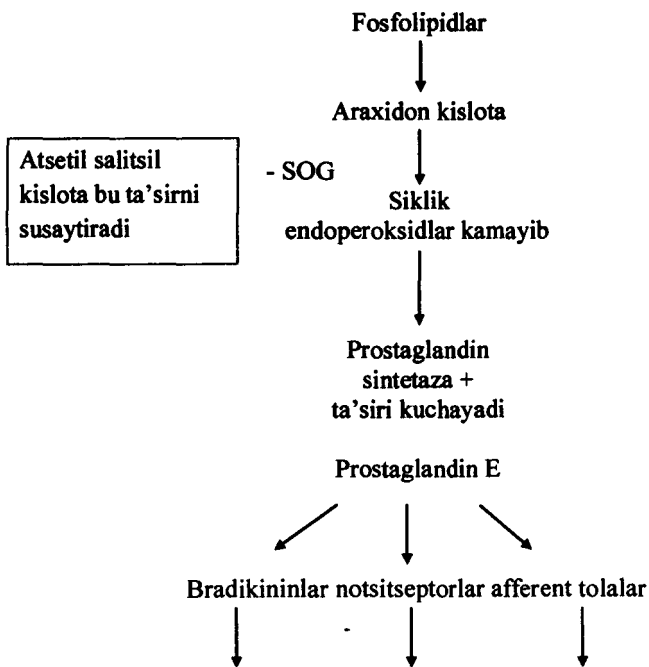 Fosfolipidlar
Araxidon kislota
Atsetil salitsil
kislota bu ta'sirni
susaytiradi
- SOG
Siklik
endoperoksidlar kamayib
Prostaglandin
sintetaza +
ta'siri kuchayadi
Prostaglandin E
Bradikininlar notsitseptorlar afferent tolalar